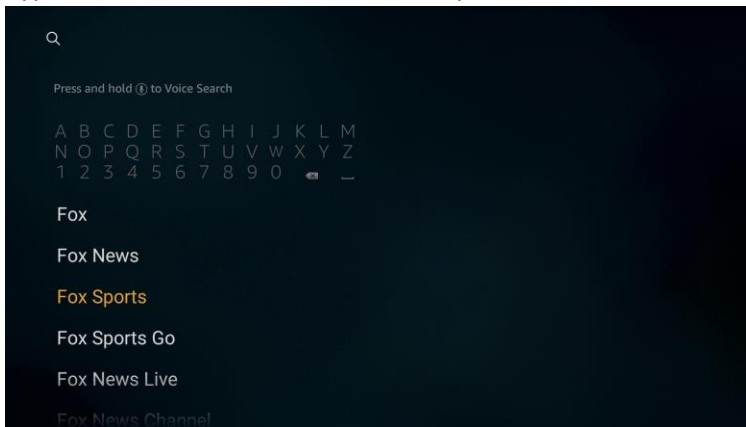 Press and hold to Voice Search
A B C D E F G H I J K L M
N O P Q R S T U V W X Y Z
1 2 3 4 5 6 7 8 9 0
Fox
Fox News
Fox Sports
Fox Sports Go
Fox News Live
Fox News Channel